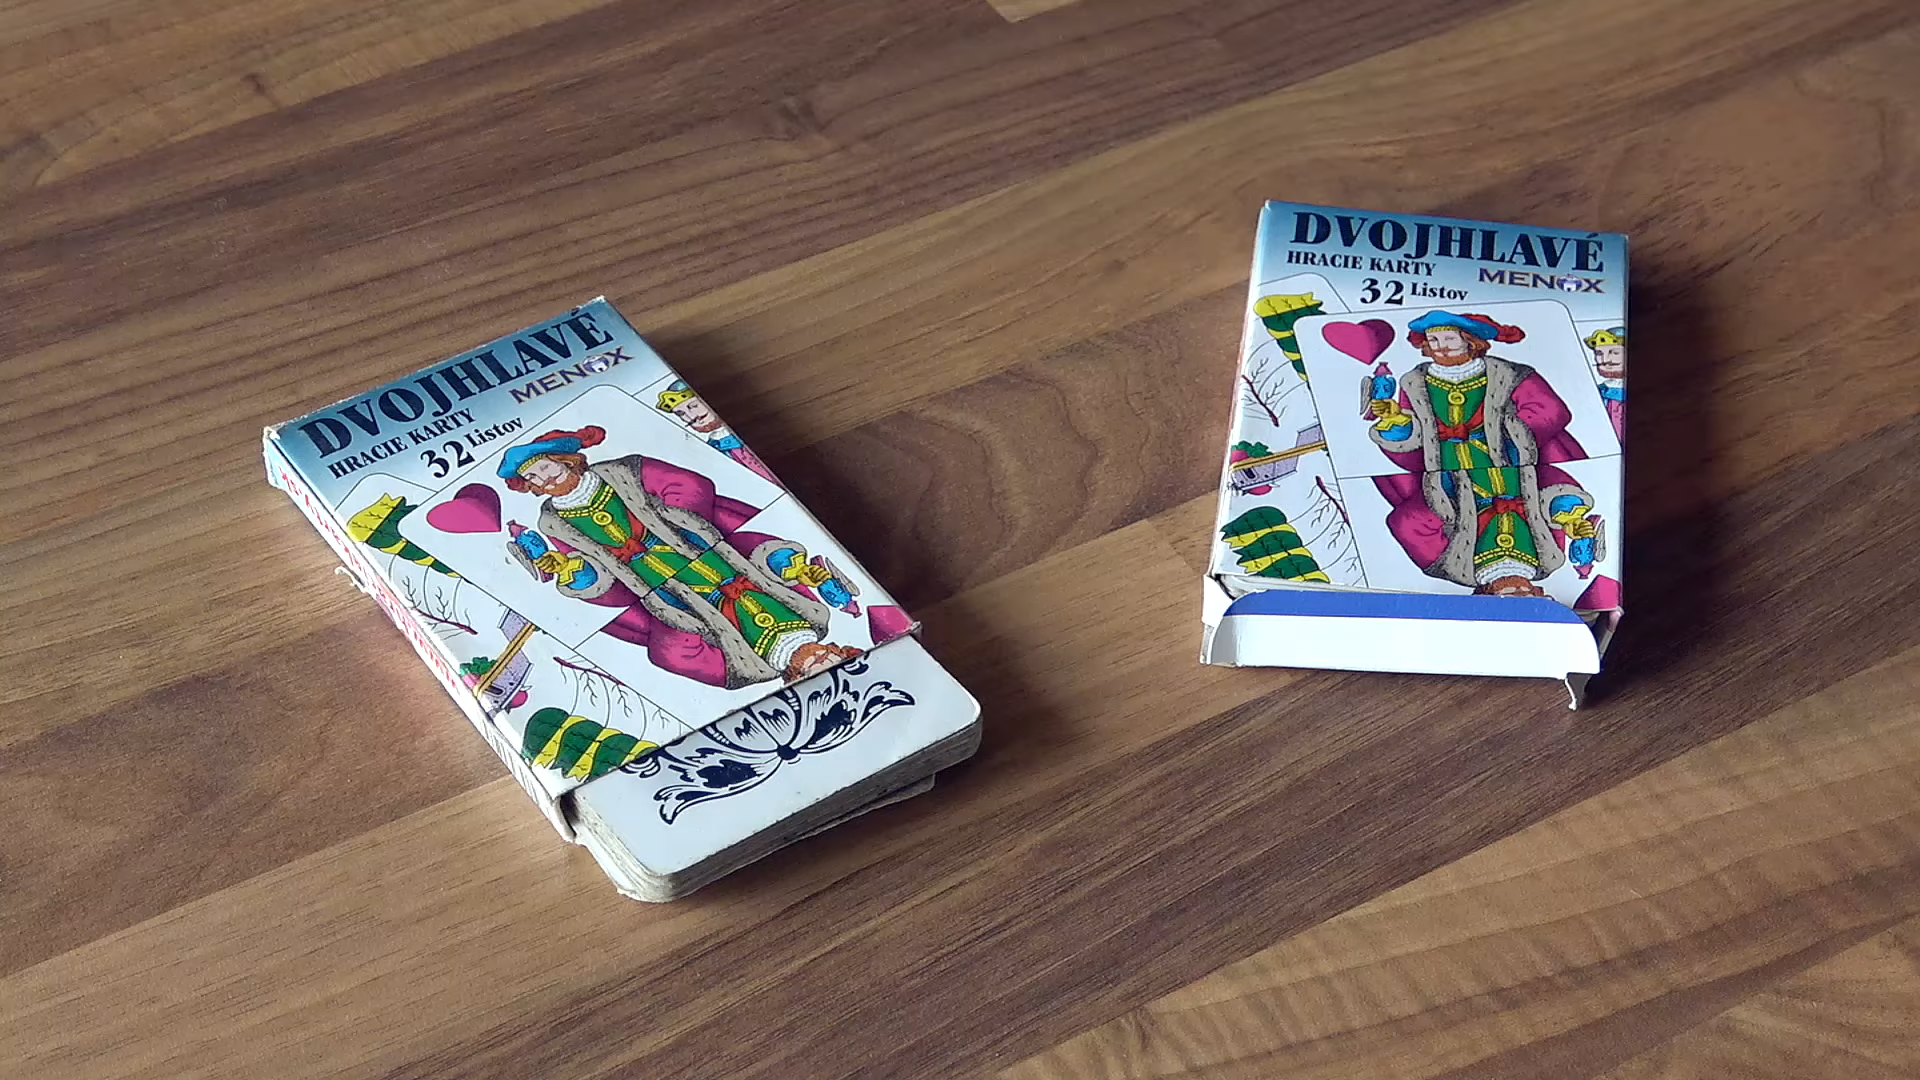 DVOJHLAVÉ
HRACIE KARTY
MENOX
32 Listov
DVOJHLAVÉ
HRACIE KARTY
MENOX
32 Listov